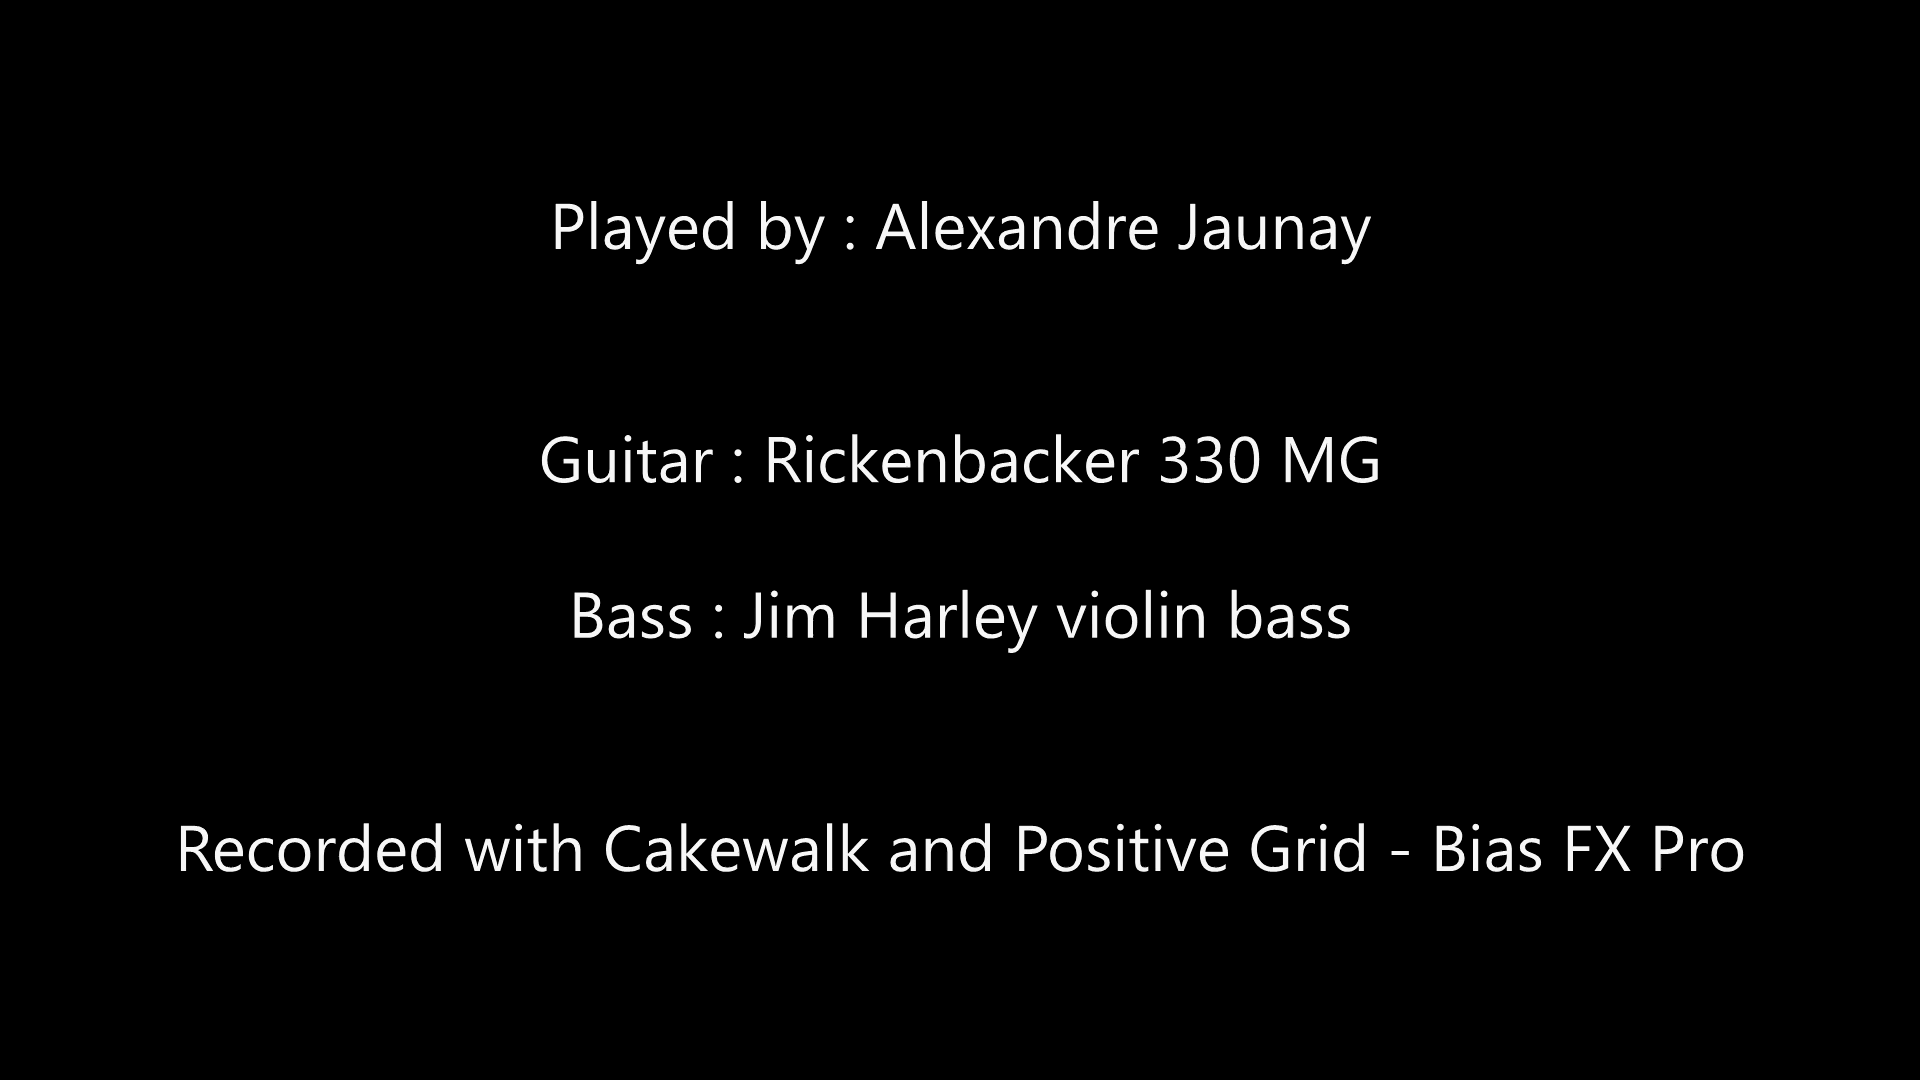 Played by : Alexandre Jaunay
Guitar : Rickenbacker 330 MG
Bass : Jim Harley violin bass
Recorded with Cakewalk and Positive Grid - Bias FX Pro